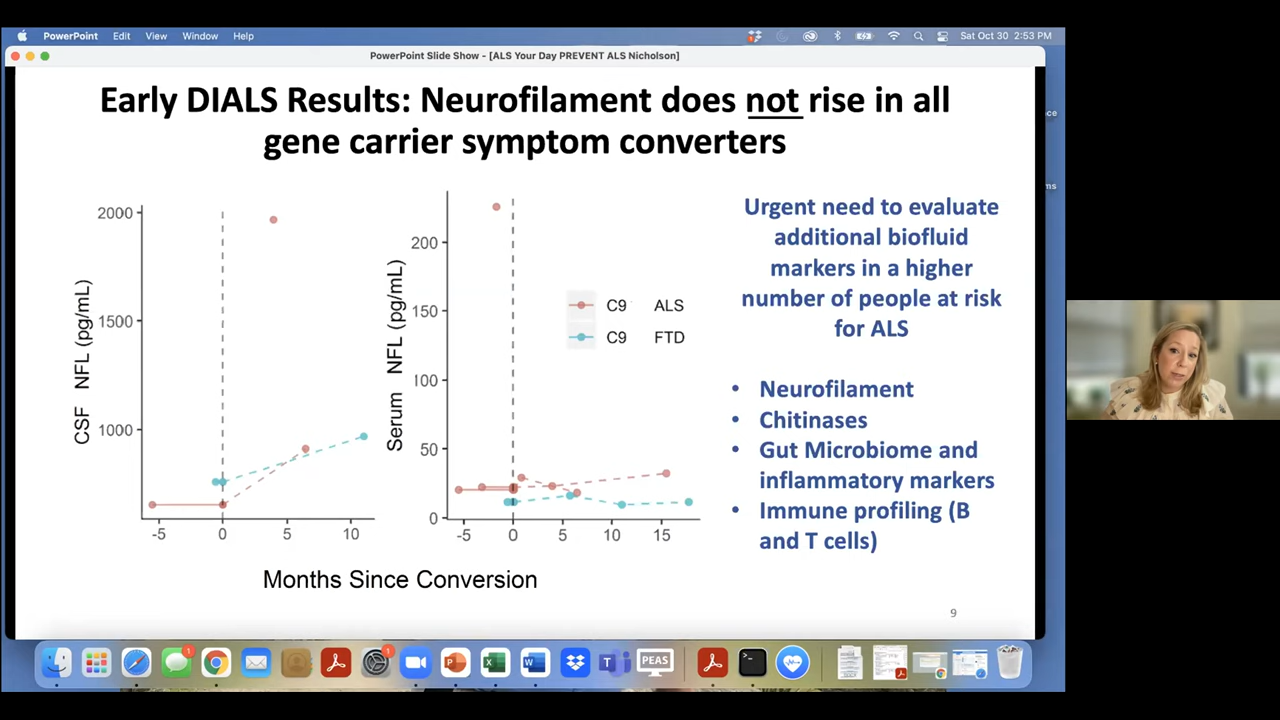 PowerPoint Edit View Window Help Sat Oct 30 2:53 PM
PowerPoint Slide Show - [ALS Your Day PREVENT ALS Nicholson]
Early DIALS Results: Neurofilament does not rise in all
gene carrier symptom converters
CSF NFL (pg/mL)
2000
1500
1000
-5 0 5 10
Serum NFL (pg/mL)
200
150
100
50
0
-5 0 5 10 15
C9 ALS
C9 FTD
Months Since Conversion
Urgent need to evaluate
additional biofluid
markers in a higher
number of people at risk
for ALS
• Neurofilament
• Chitinases
• Gut Microbiome and
inflammatory markers
• Immune profiling (B
and T cells)
9
1
1
PEAS